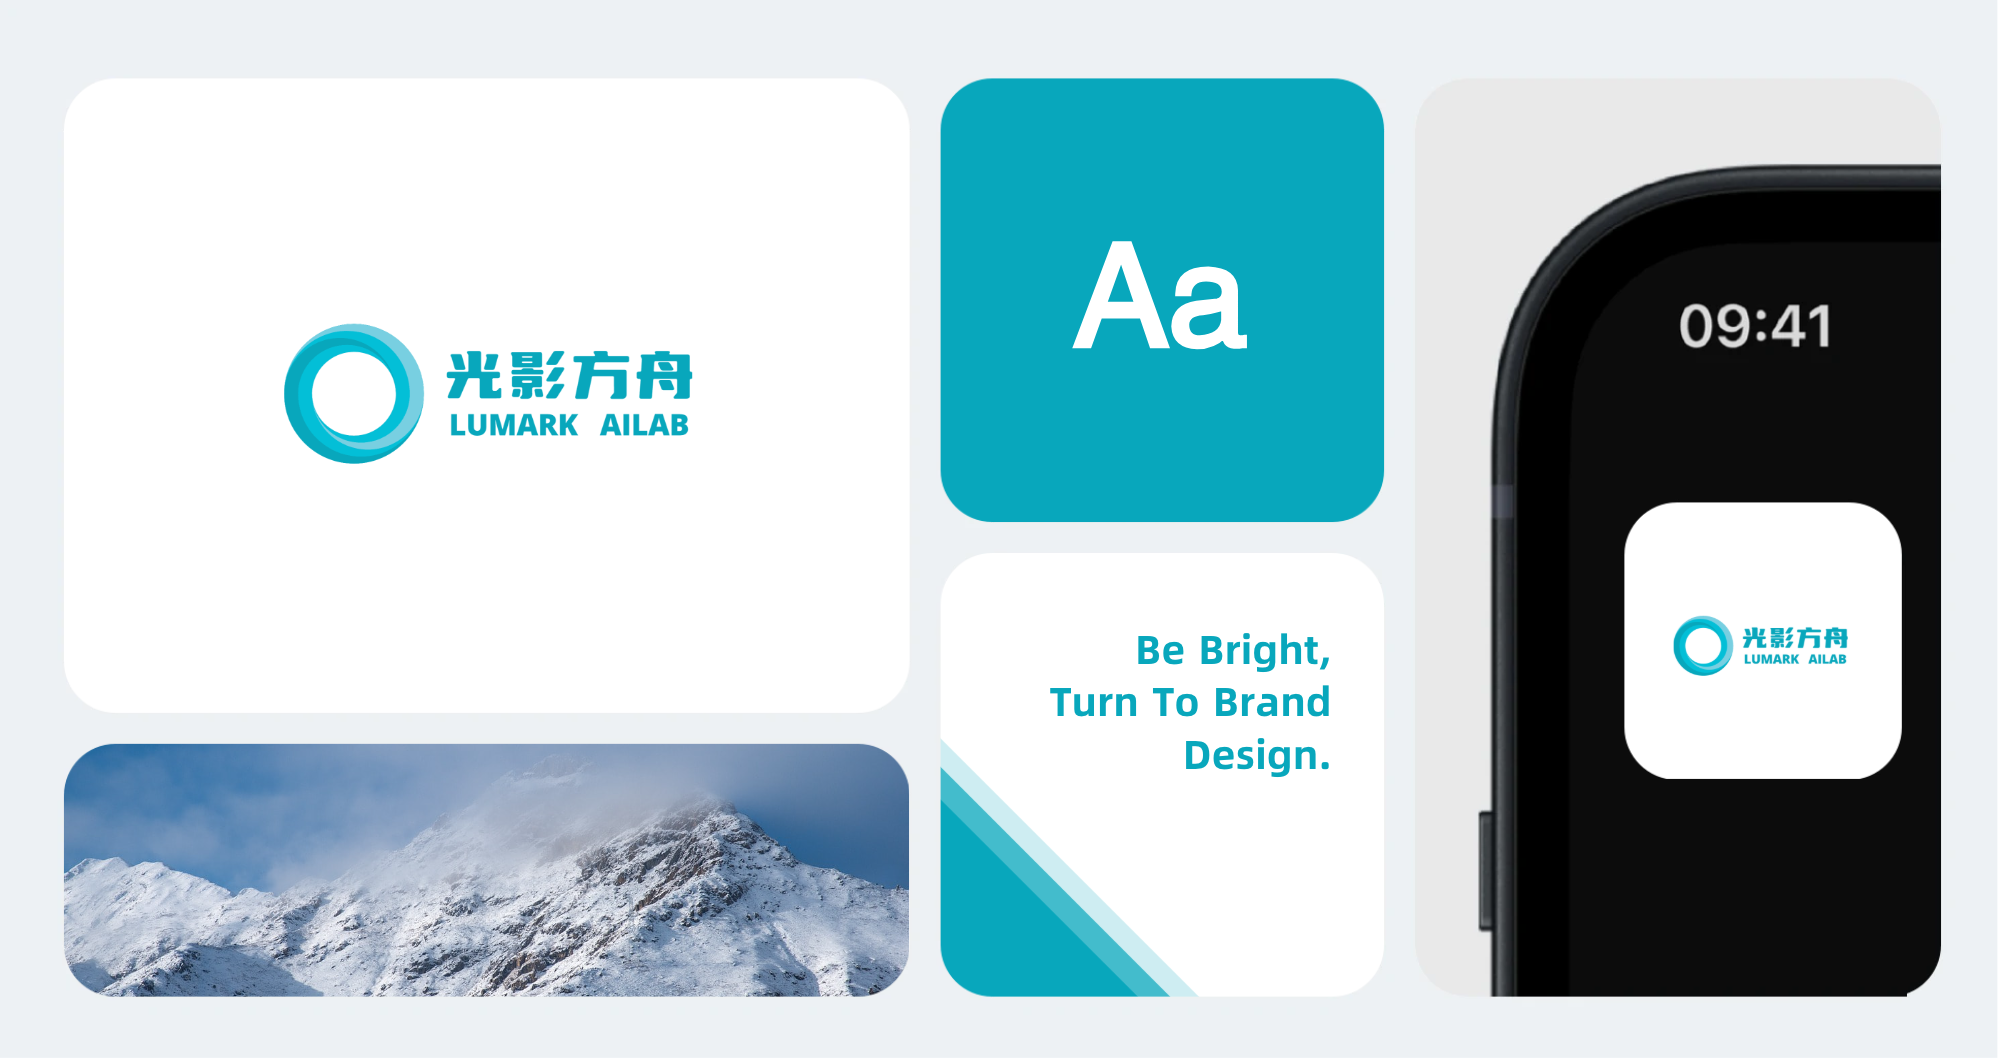 光影方舟
LUMARK AILAB
Aa
Be Bright,
Turn To Brand
Design.
09:41
光影方舟
LUMARK AILAB